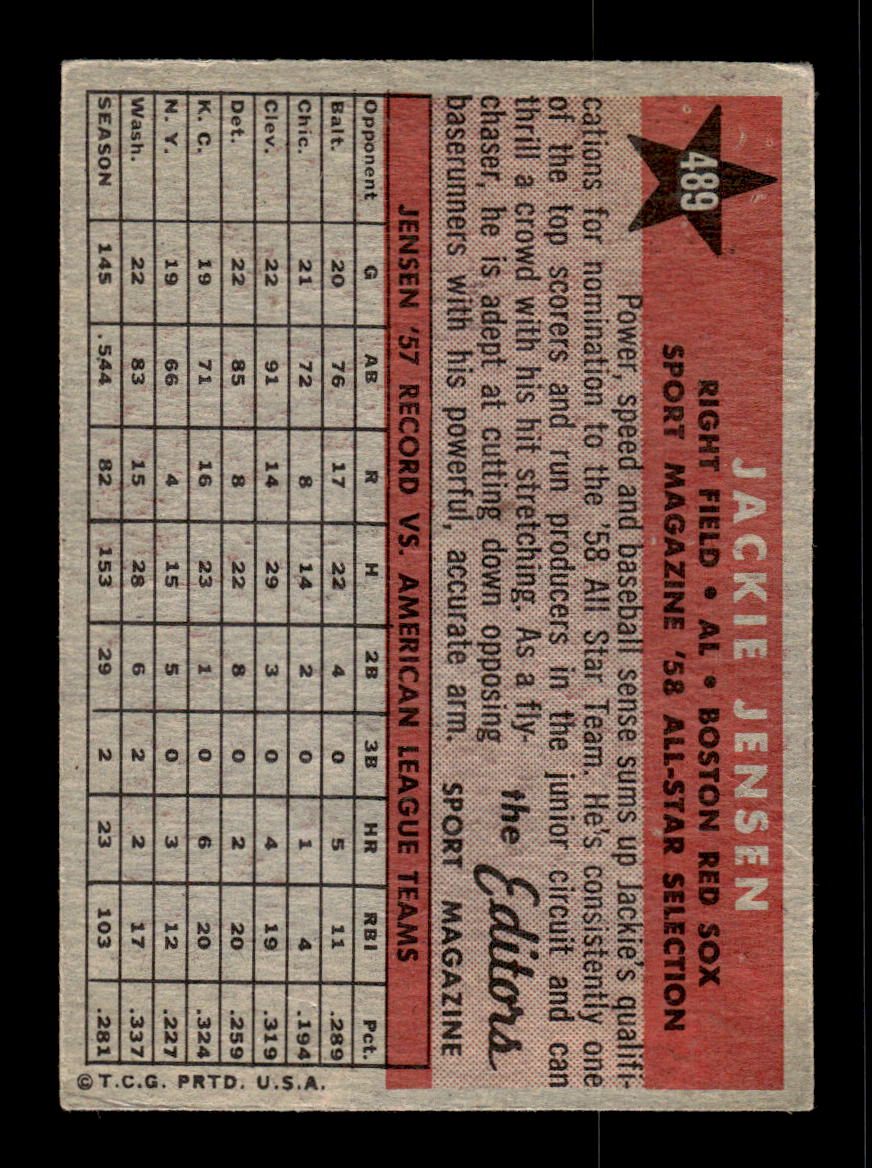 489
JACKIE JENSEN
RIGHT FIELD • AL • BOSTON RED SOX
SPORT MAGAZINE '58 ALL-STAR SELECTION
Power, speed and baseball sense sums up Jackie's qualifi-
cations for nomination to the '58 All Star Team. He's consistently one
of the top scorers and run producers in the junior circuit and can
thrill a crowd with his hit stretching. As a fly-
chaser, he is adept at cutting down opposing
baserunners with his powerful, accurate arm.
the Editors
SPORT MAGAZINE
JENSEN '57 RECORD VS. AMERICAN LEAGUE TEAMS
Opponent G AB R H 2B 3B HR RBI Pct.
Balt. 20 76 17 22 4 0 5 11 .289
Chic. 21 72 8 14 2 0 1 4 .194
Clev. 22 91 14 29 3 0 4 19 .319
Det. 22 85 8 22 8 0 2 20 .259
K. C. 19 71 16 23 1 0 6 20 .324
N. Y. 19 66 4 15 5 0 3 12 .227
Wash. 22 83 15 28 6 2 2 17 .337
SEASON 145 .544 82 153 29 2 23 103 .281
© T.C.G. PRTD. U.S.A.